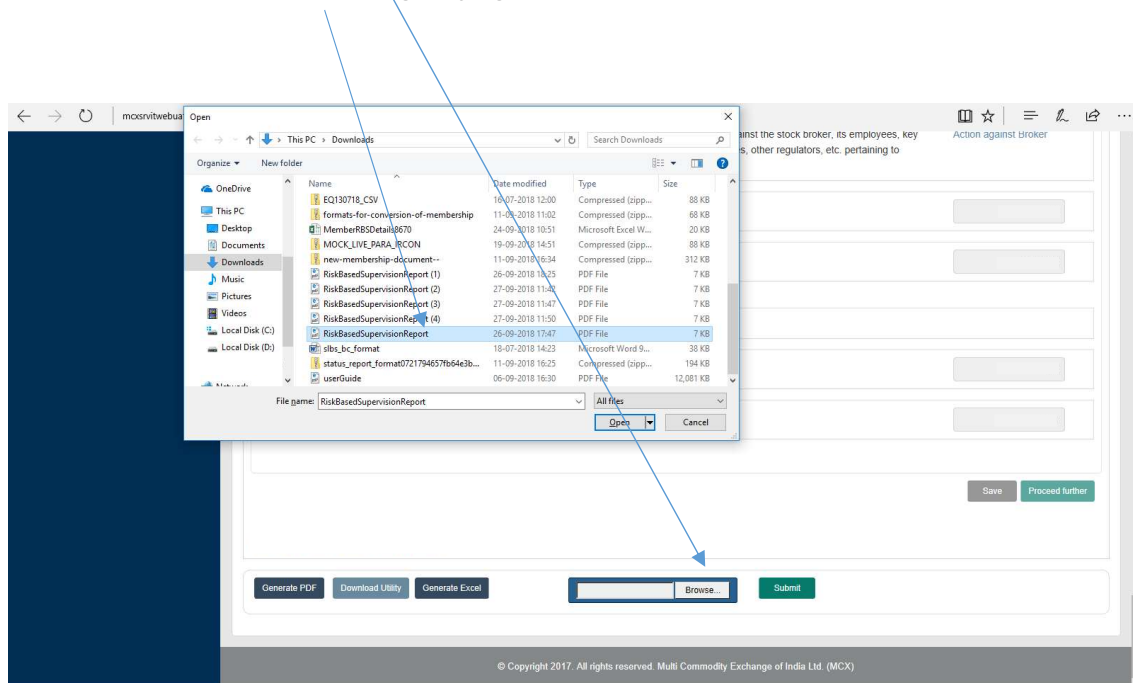 mcxsrvitwebua
Open
This PC > Downloads
Search Downloads
Organize
New folder
OneDrive
This PC
Desktop
Documents
Downloads
Music
Pictures
Videos
Local Disk (C:)
Local Disk (D:)
Network
Name Date modified Type Size
EQ130718_CSV 16-07-2018 12:00 Compressed (zipp... 88 KB
formats-for-conversion-of-membership 11-09-2018 11:02 Compressed (zipp... 68 KB
MemberRBSDetails8670 24-09-2018 10:51 Microsoft Excel W... 20 KB
MOCK_LIVE_PARA_IRCON 19-09-2018 14:51 Compressed (zipp... 88 KB
new-membership-document-- 11-09-2018 16:34 Compressed (zipp... 312 KB
RiskBasedSupervisionReport (1) 26-09-2018 18:25 PDF File 7 KB
RiskBasedSupervisionReport (2) 27-09-2018 11:42 PDF File 7 KB
RiskBasedSupervisionReport (3) 27-09-2018 11:47 PDF File 7 KB
RiskBasedSupervisionReport (4) 27-09-2018 11:50 PDF File 7 KB
RiskBasedSupervisionReport 26-09-2018 17:47 PDF File 7 KB
slbs_bc_format 18-07-2018 14:23 Microsoft Word 9... 38 KB
status_report_format0721794657fb64e3b... 11-09-2018 16:25 Compressed (zipp... 194 KB
userGuide 06-09-2018 16:30 PDF File 12,081 KB
File name: RiskBasedSupervisionReport All files
Open Cancel
ainst the stock broker, its employees, key
s, other regulators, etc. pertaining to
Action against Broker
Save Proceed further
Generate PDF Download Utility Generate Excel Browse... Submit
© Copyright 2017. All rights reserved. Multi Commodity Exchange of India Ltd. (MCX)